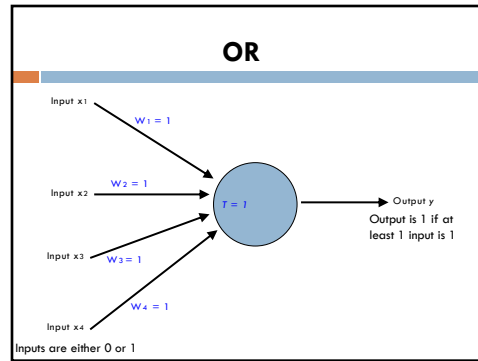 OR
Input x1
W1 = 1
Input x2
W2 = 1
T = 1
Output y
Output is 1 if at
least 1 input is 1
Input x3
W3 = 1
W4 = 1
Input x4
Inputs are either 0 or 1